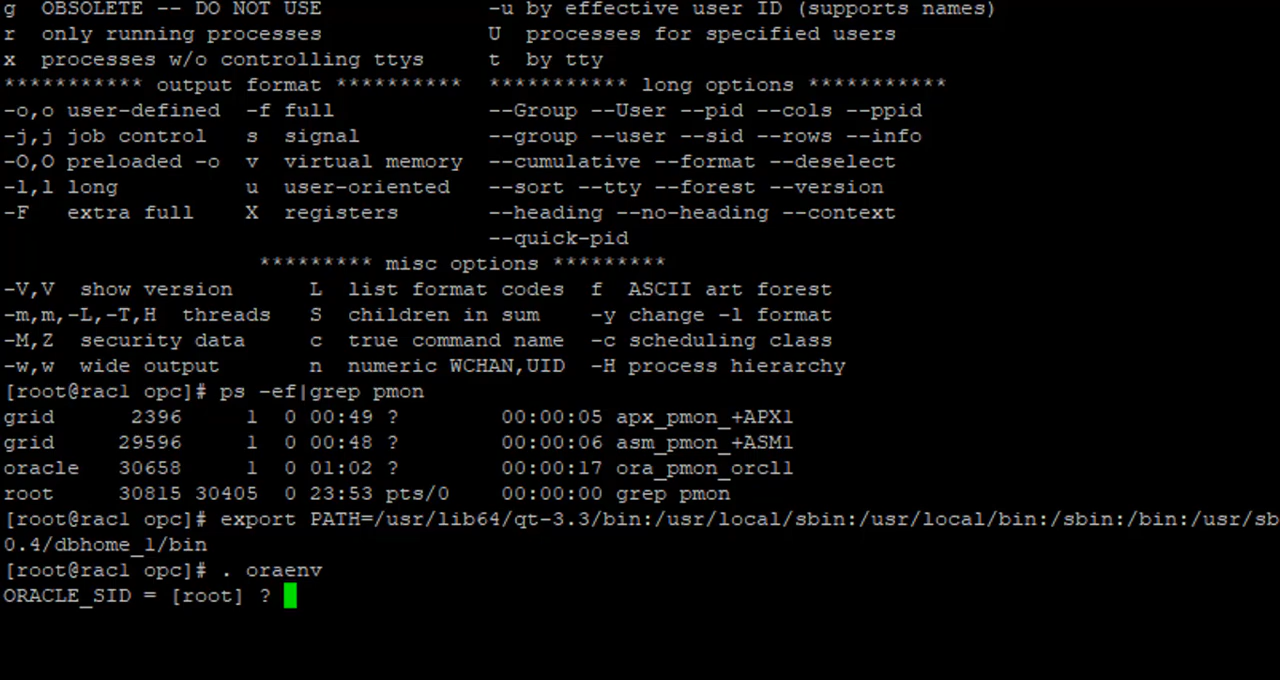 g  OBSOLETE -- DO NOT USE             -u by effective user ID (supports names)
r  only running processes             U  processes for specified users
x  processes w/o controlling ttys     t  by tty
*********** output format **********  *********** long options ***********
-o,o user-defined  -f full            --Group --User --pid --cols --ppid
-j,j job control   s  signal          --group --user --sid --rows --info
-O,O preloaded -o  v  virtual memory  --cumulative --format --deselect
-l,l long          u  user-oriented   --sort --tty --forest --version
-F   extra full    X  registers       --heading --no-heading --context
                                      --quick-pid
                    ********* misc options *********
-V,V  show version      L  list format codes  f  ASCII art forest
-m,m,-L,-T,H  threads   S  children in sum    -y change -l format
-M,Z  security data     c  true command name  -c scheduling class
-w,w  wide output       n  numeric WCHAN,UID  -H process hierarchy
[root@rac1 opc]# ps -ef|grep pmon
grid      2396     1  0 00:49 ?        00:00:05 apx_pmon_+APX1
grid     29596     1  0 00:48 ?        00:00:06 asm_pmon_+ASM1
oracle   30658     1  0 01:02 ?        00:00:17 ora_pmon_orcl1
root     30815 30405  0 23:53 pts/0    00:00:00 grep pmon
[root@rac1 opc]# export PATH=/usr/lib64/qt-3.3/bin:/usr/local/sbin:/usr/local/bin:/sbin:/bin:/usr/sb
0.4/dbhome_1/bin
[root@rac1 opc]# . oraenv
ORACLE_SID = [root] ?